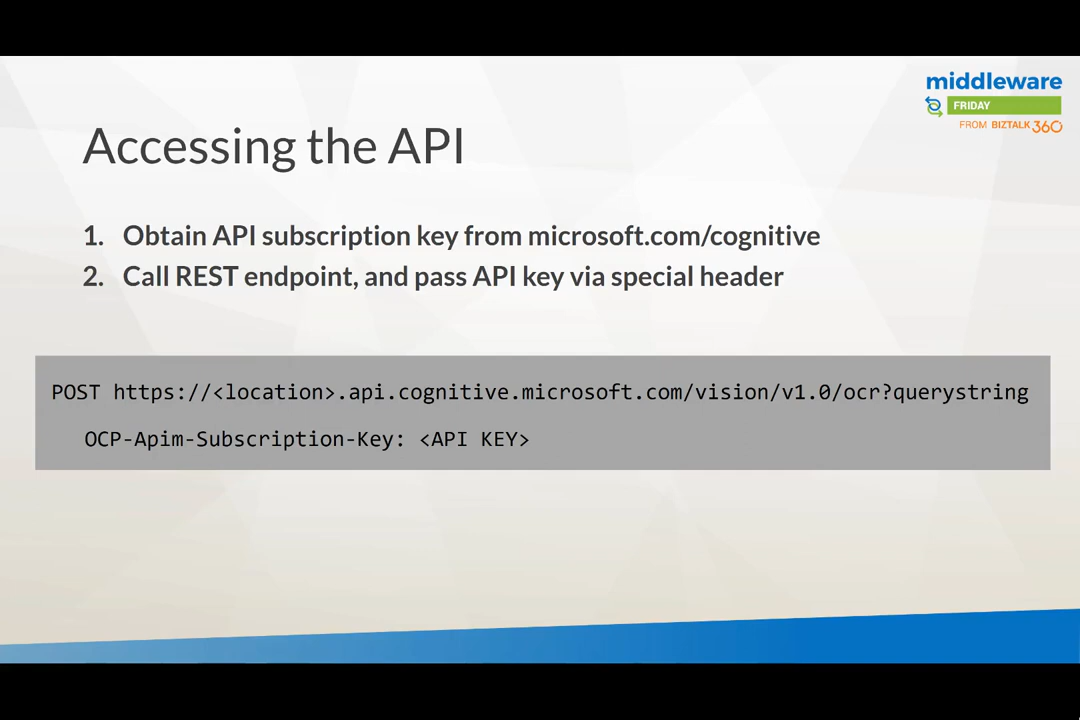 middleware
FRIDAY
FROM BIZTALK360
Accessing the API
1. Obtain API subscription key from microsoft.com/cognitive
2. Call REST endpoint, and pass API key via special header
POST https://<location>.api.cognitive.microsoft.com/vision/v1.0/ocr?querystring
OCP-Apim-Subscription-Key: <API KEY>